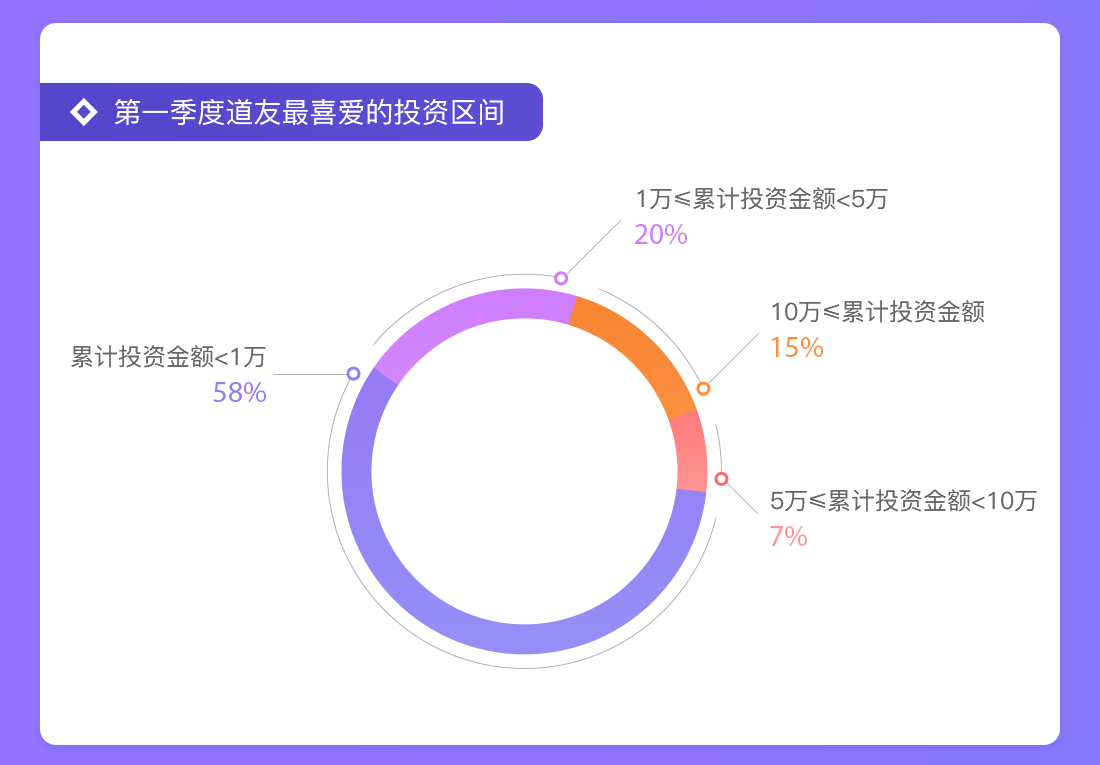 第一季度道友最喜爱的投资区间
1万≤累计投资金额<5万
20%
10万≤累计投资金额
15%
累计投资金额<1万
58%
5万≤累计投资金额<10万
7%